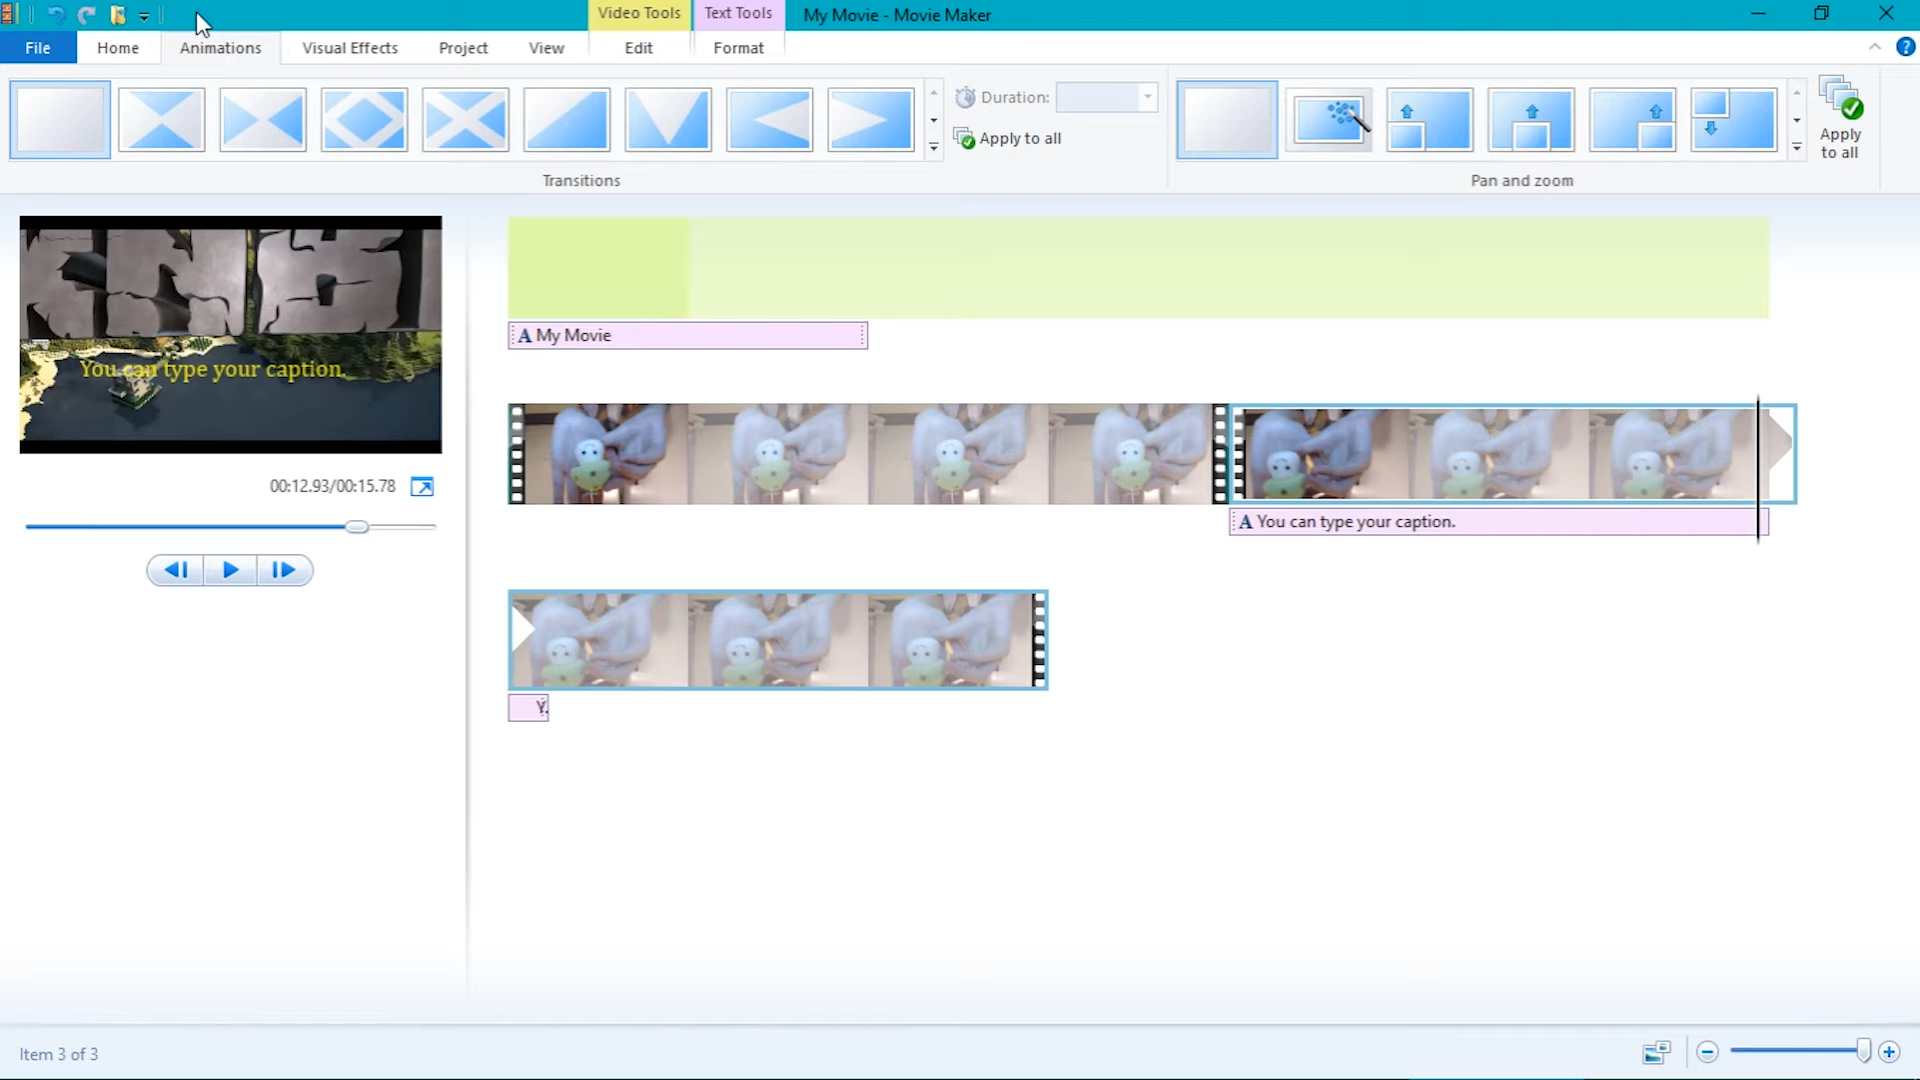 Video Tools
Text Tools
My Movie - Movie Maker
File
Home
Animations
Visual Effects
Project
View
Edit
Format
Duration:
Apply to all
Apply
to all
Transitions
Pan and zoom
A My Movie
You can type your caption.
00:12.93/00:15.78
A You can type your caption.
Y.
Item 3 of 3